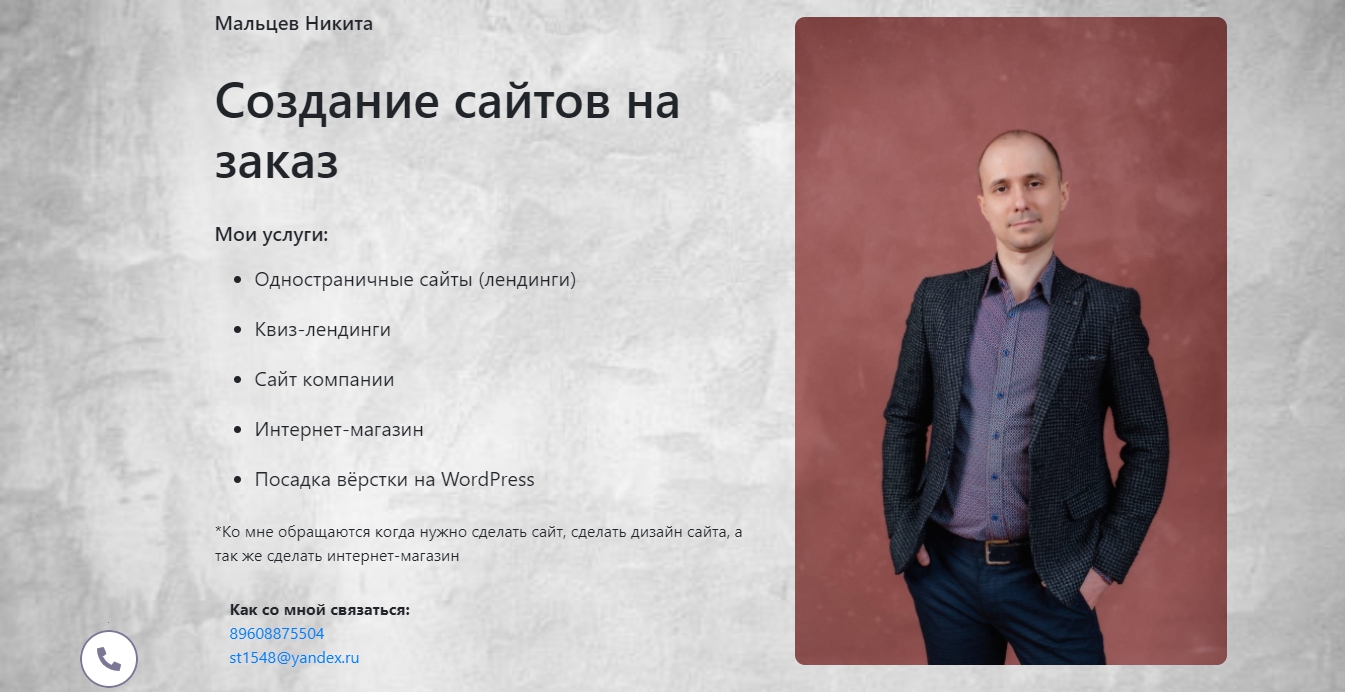 Мальцев Никита
Создание сайтов на
заказ
Мои услуги:
Одностраничные сайты (лендинги)
Квиз-лендинги
Сайт компании
Интернет-магазин
Посадка вёрстки на WordPress
*Ко мне обращаются когда нужно сделать сайт, сделать дизайн сайта, а
так же сделать интернет-магазин
Как со мной связаться:
89608875504
st1548@yandex.ru